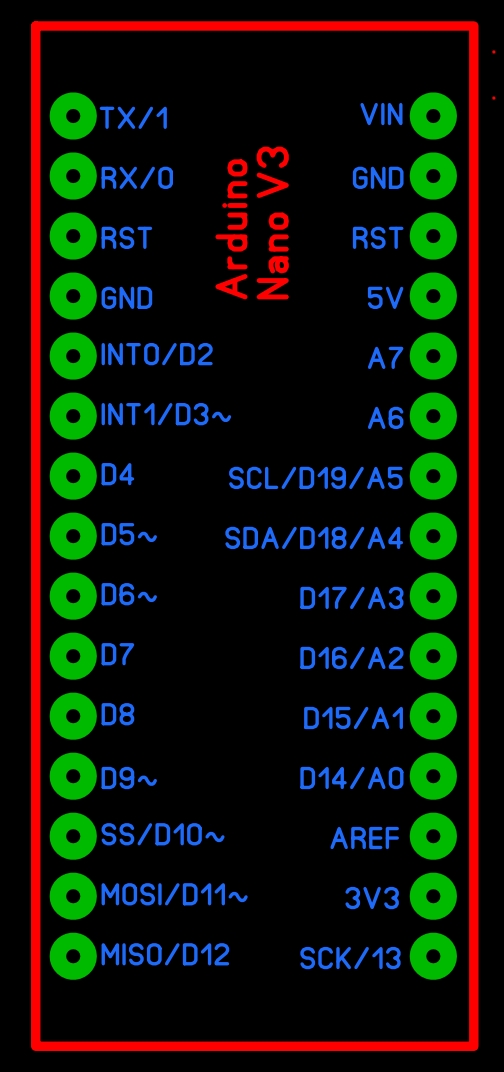 TX/1 VIN
RX/0 GND
RST RST
GND 5V
Arduino
Nano V3
INT0/D2 A7
INT1/D3~ A6
D4 SCL/D19/A5
D5~ SDA/D18/A4
D6~ D17/A3
D7 D16/A2
D8 D15/A1
D9~ D14/A0
SS/D10~ AREF
MOSI/D11~ 3V3
MISO/D12 SCK/13